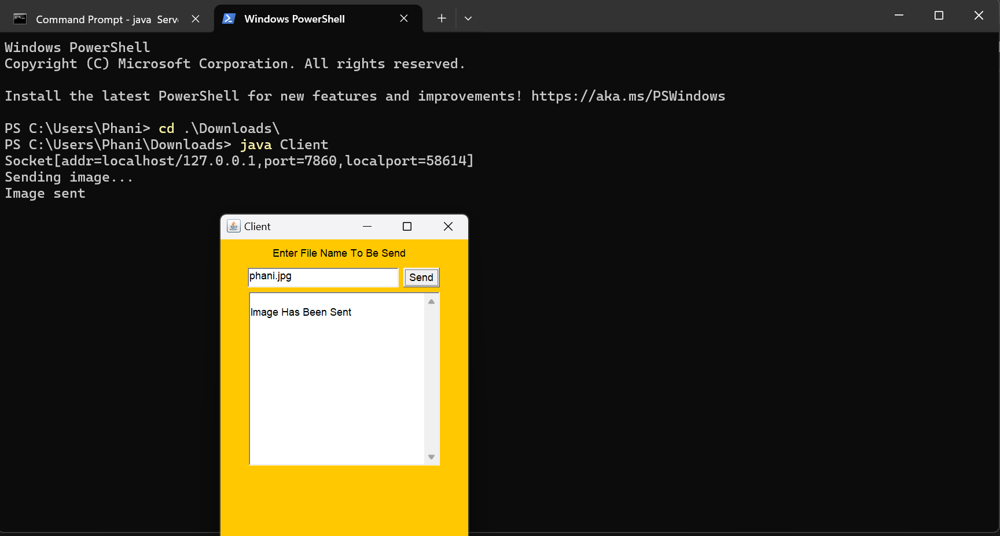 Command Prompt - java Serv
Windows PowerShell
Windows PowerShell
Copyright (C) Microsoft Corporation. All rights reserved.
Install the latest PowerShell for new features and improvements! https://aka.ms/PSWindows
PS C:\Users\Phani> cd .\Downloads\
PS C:\Users\Phani\Downloads> java Client
Socket[addr=localhost/127.0.0.1,port=7860,localport=58614]
Sending image...
Image sent
Client
Enter File Name To Be Send
phani.jpg
Send
Image Has Been Sent